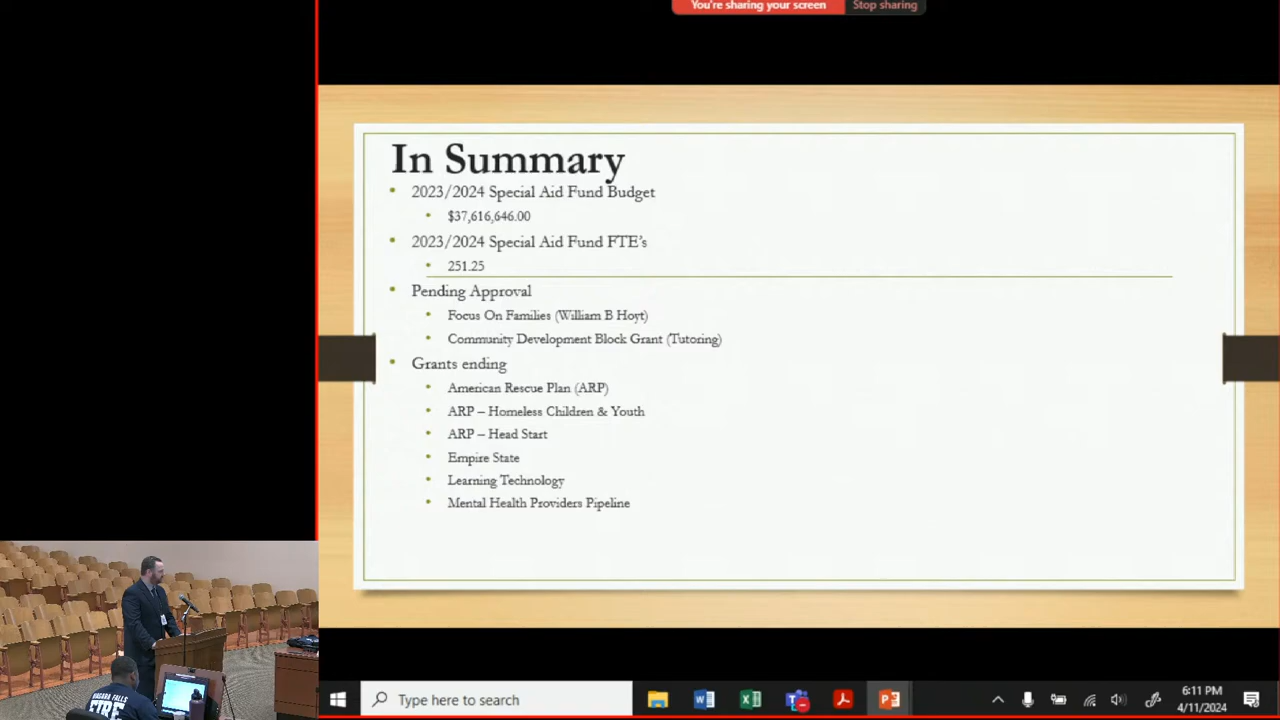 You're sharing your screen
Stop sharing
In Summary
• 2023/2024 Special Aid Fund Budget
• $37,616,646.00
• 2023/2024 Special Aid Fund FTE's
• 251.25
• Pending Approval
• Focus On Families (William B Hoyt)
• Community Development Block Grant (Tutoring)
• Grants ending
• American Rescue Plan (ARP)
• ARP – Homeless Children & Youth
• ARP – Head Start
• Empire State
• Learning Technology
• Mental Health Providers Pipeline
NIAGARA FALLS
FIRE
Type here to search
6:11 PM
4/11/2024